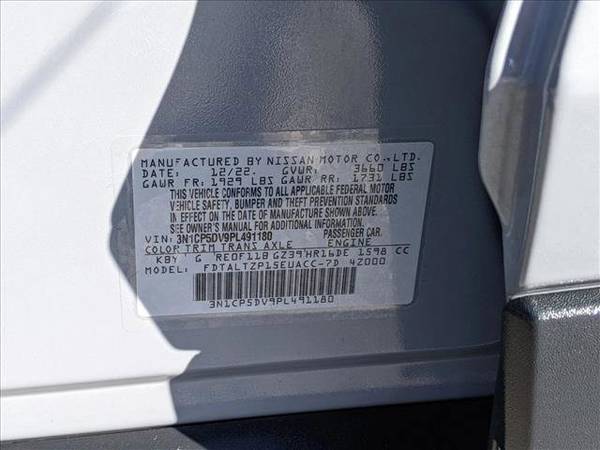 MANUFACTURED BY NISSAN MOTOR CO.,LTD.
DATE: 12/22. GVWR: 3660 LBS
GAWR FR: 1929 LBS GAWR RR: 1731 LBS
THIS VEHICLE CONFORMS TO ALL APPLICABLE FEDERAL MOTOR
VEHICLE SAFETY, BUMPER AND THEFT PREVENTION STANDARDS
IN EFFECT ON THE DATE OF MANUFACTURE SHOWN ABOVE.
SEE OWNER'S MANUAL FOR ADDITIONAL INFORMATION.
VIN: 3N1CP5DV9PL491180 PASSENGER CAR.
COLOR TRIM TRANS AXLE ENGINE
KBY G RE0F11B GZ39 HR16DE 1598 CC
MODEL: FDTALTZP15EUACC-7D 4Z000
3N1CP5DV9PL491180